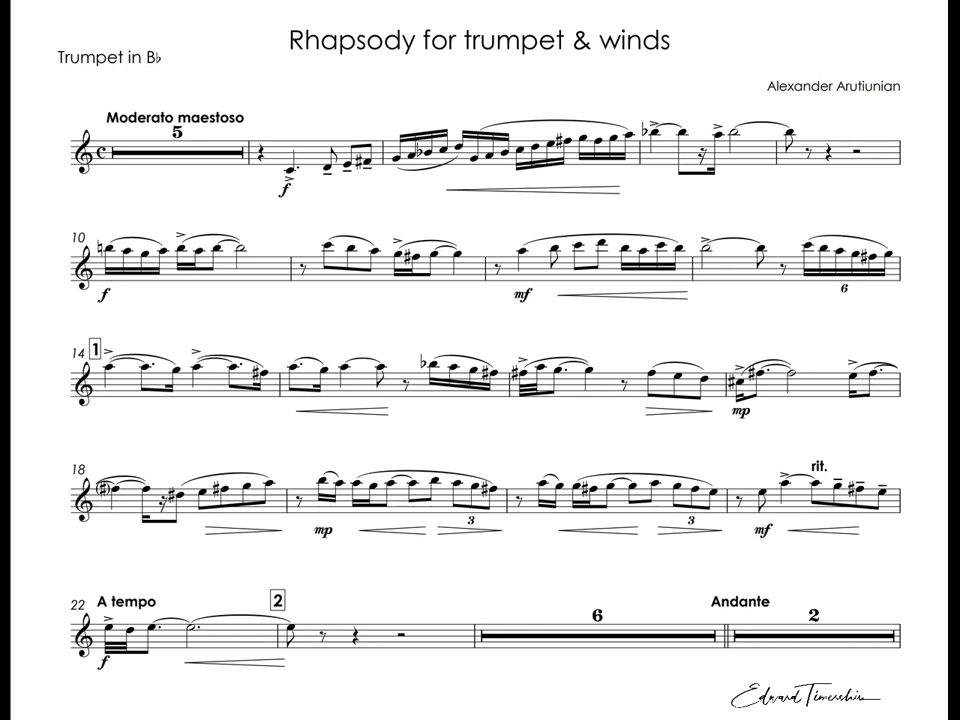 Rhapsody for trumpet & winds
Trumpet in B♭
Alexander Arutiunian
Moderato maestoso
5
f
10
f
mf
6
14
1
mp
18
rit.
mp
3
3
mf
22
A tempo
2
6
Andante
2
f